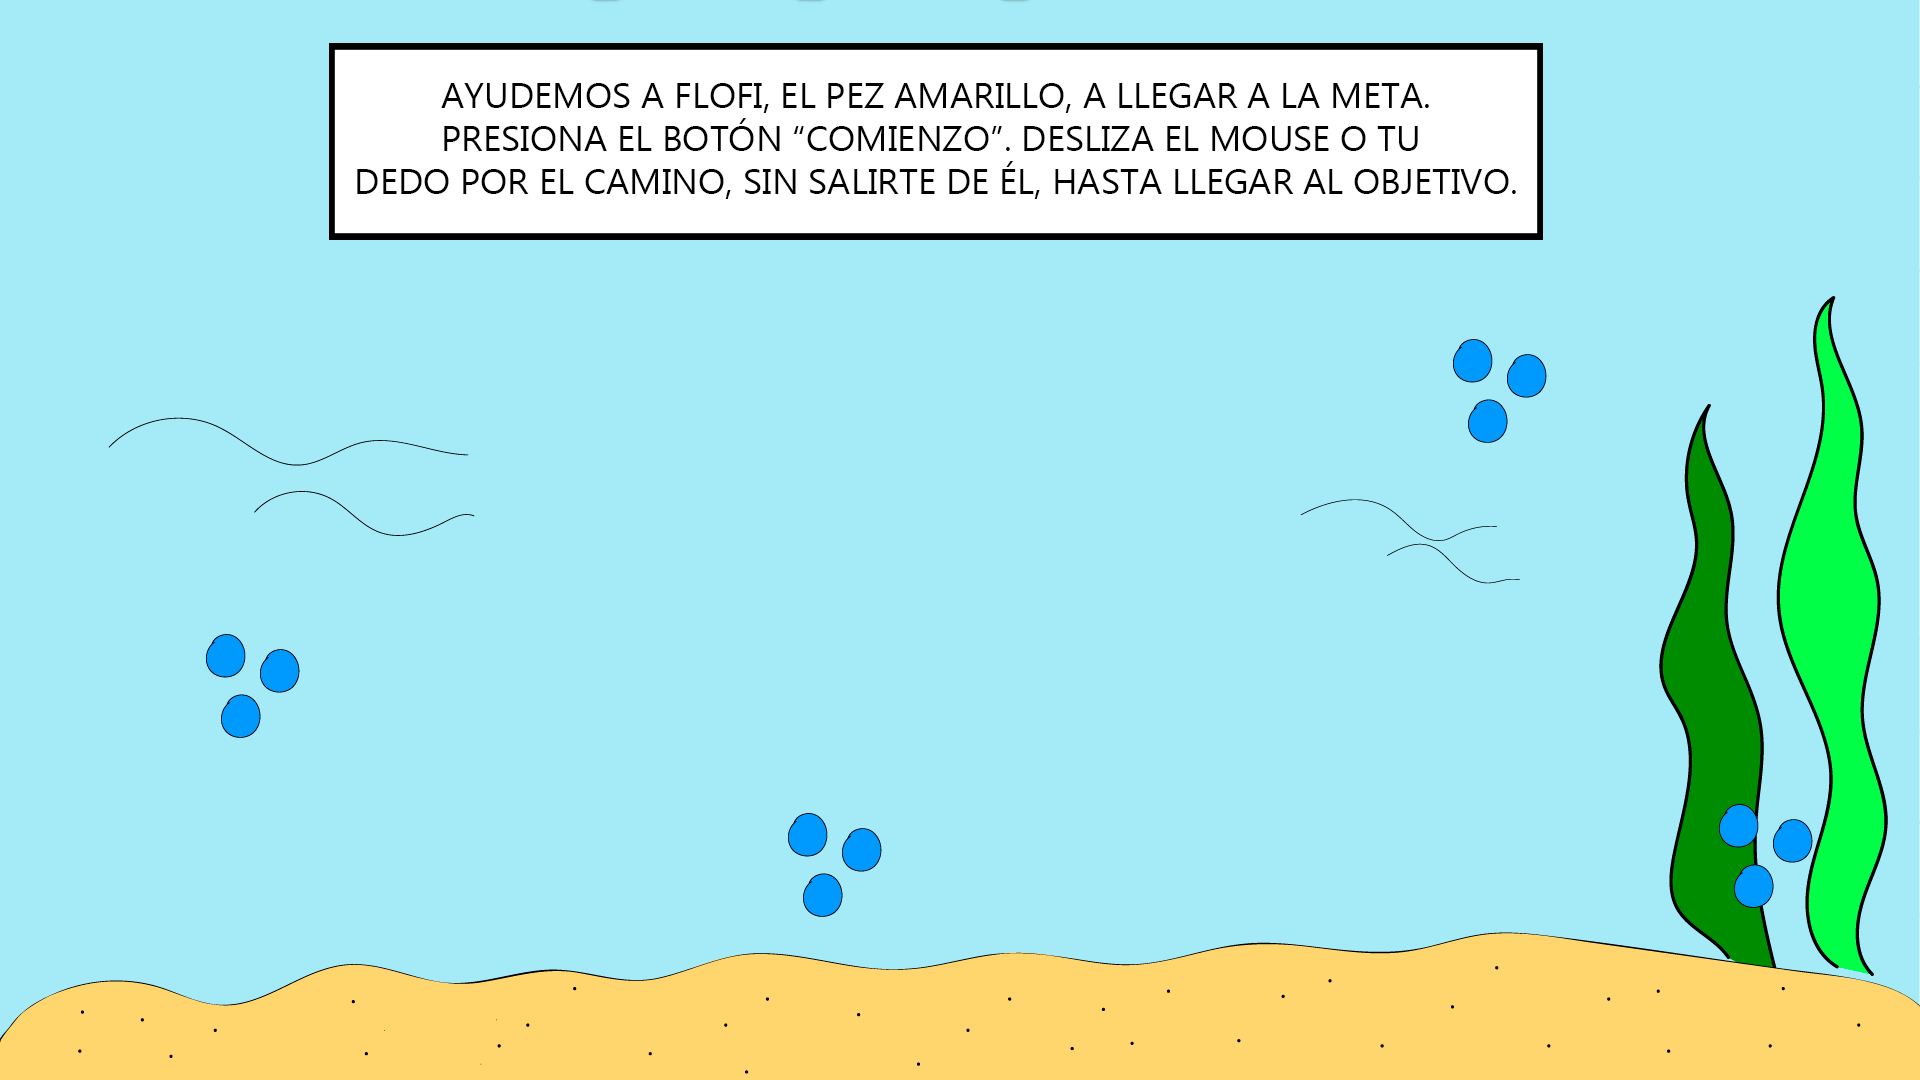 AYUDEMOS A FLOFI, EL PEZ AMARILLO, A LLEGAR A LA META.
PRESIONA EL BOTÓN “COMIENZO”. DESLIZA EL MOUSE O TU
DEDO POR EL CAMINO, SIN SALIRTE DE ÉL, HASTA LLEGAR AL OBJETIVO.